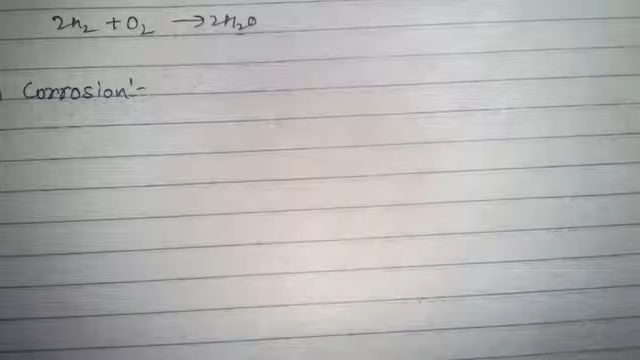 2H₂ + O₂ → 2H₂O
Corrosion:-